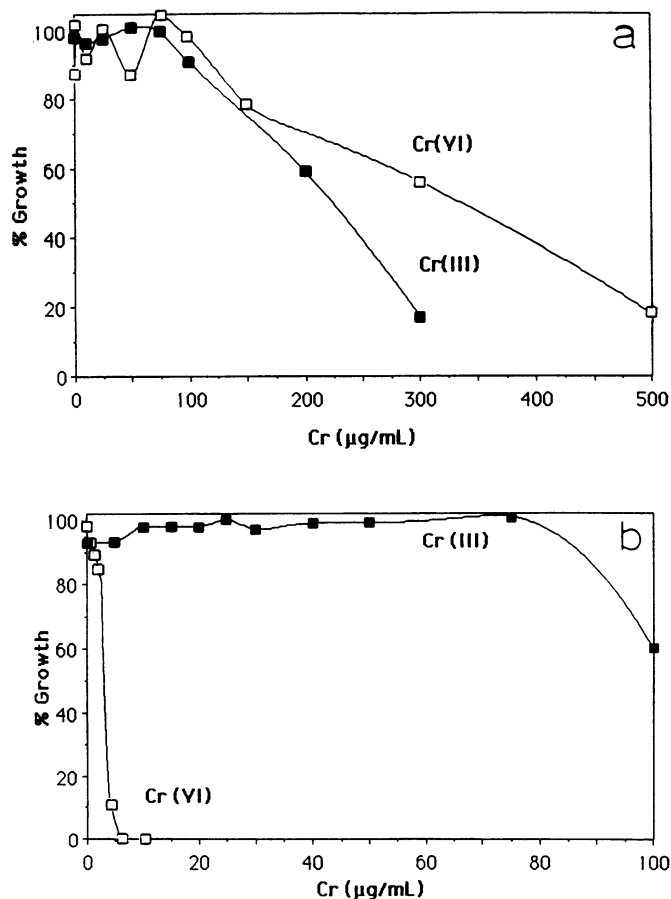 a
100
80
60
40
20
0
% Growth
Cr(VI)
Cr(III)
0 100 200 300 400 500
Cr (µg/mL)
b
100
80
60
40
20
0
% Growth
Cr (III)
Cr (VI)
0 20 40 60 80 100
Cr (µg/mL)